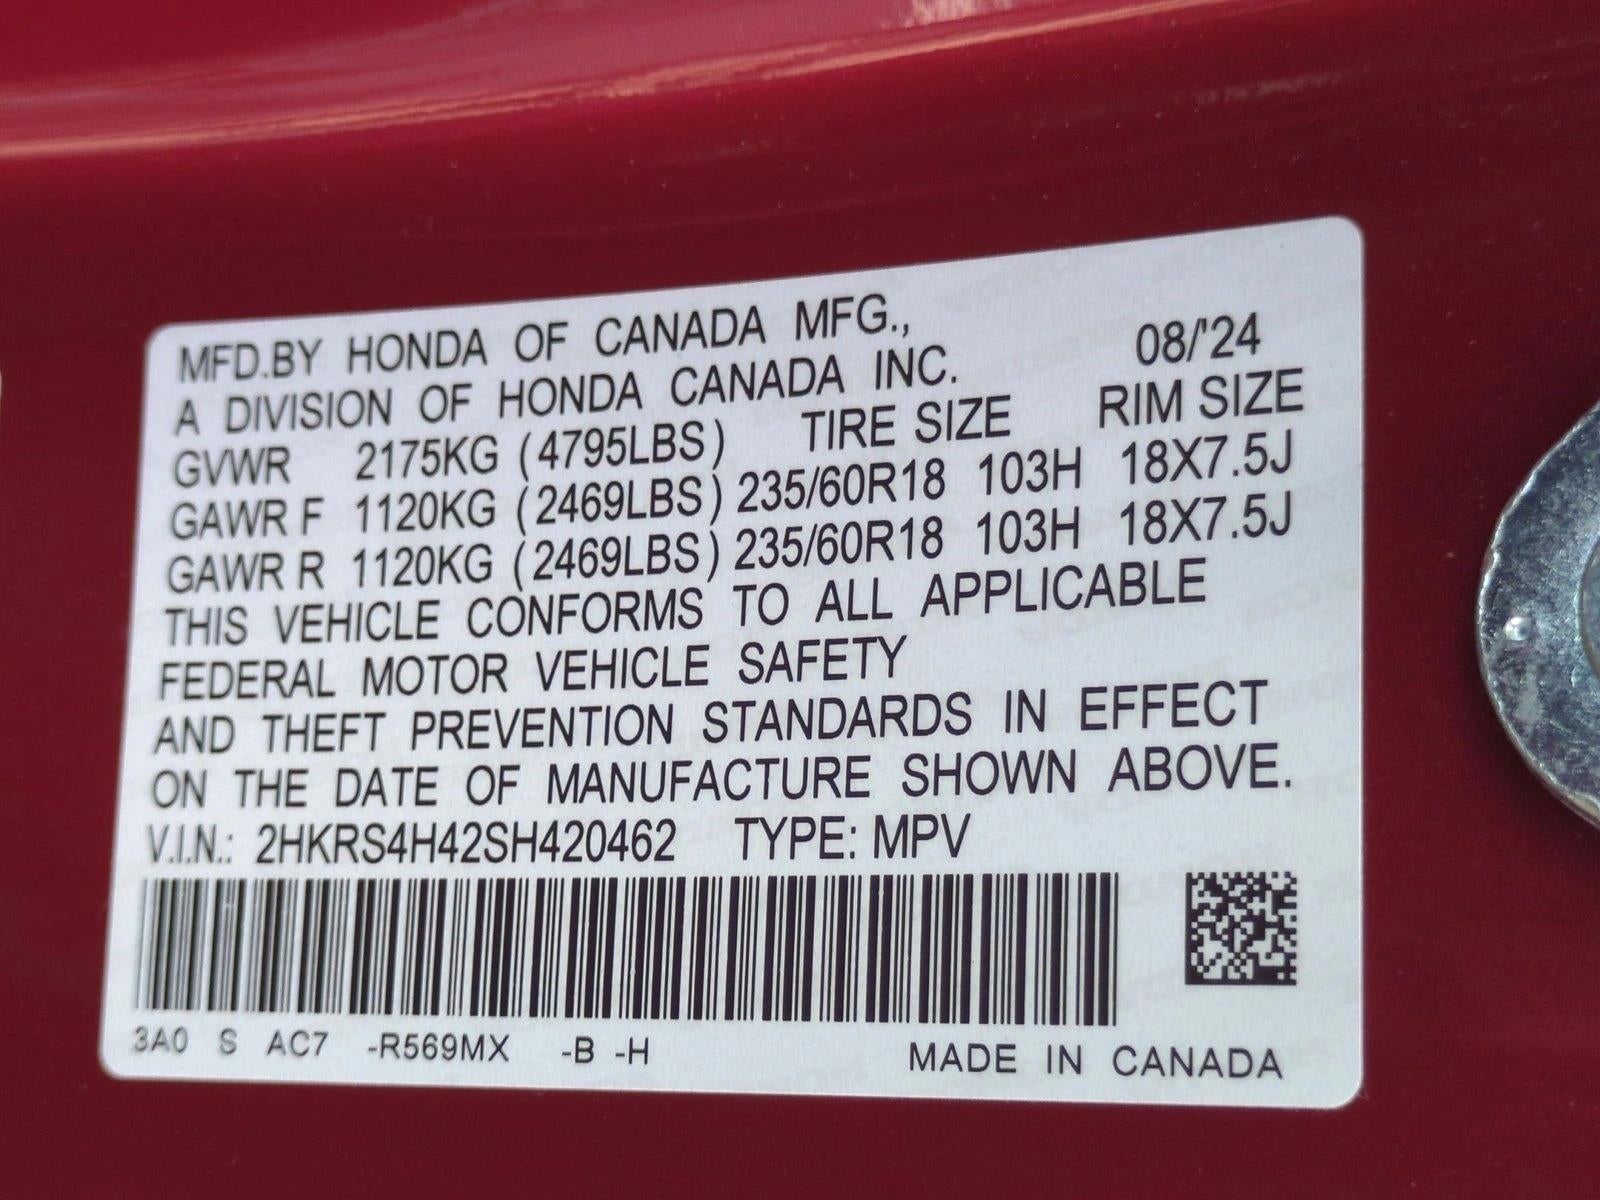 MFD.BY HONDA OF CANADA MFG.,
A DIVISION OF HONDA CANADA INC. 08/'24
GVWR 2175KG (4795LBS) TIRE SIZE RIM SIZE
GAWR F 1120KG (2469LBS) 235/60R18 103H 18X7.5J
GAWR R 1120KG (2469LBS) 235/60R18 103H 18X7.5J
THIS VEHICLE CONFORMS TO ALL APPLICABLE
FEDERAL MOTOR VEHICLE SAFETY
AND THEFT PREVENTION STANDARDS IN EFFECT
ON THE DATE OF MANUFACTURE SHOWN ABOVE.
V.I.N.: 2HKRS4H42SH420462 TYPE: MPV
3A0 S AC7 -R569MX -B -H MADE IN CANADA